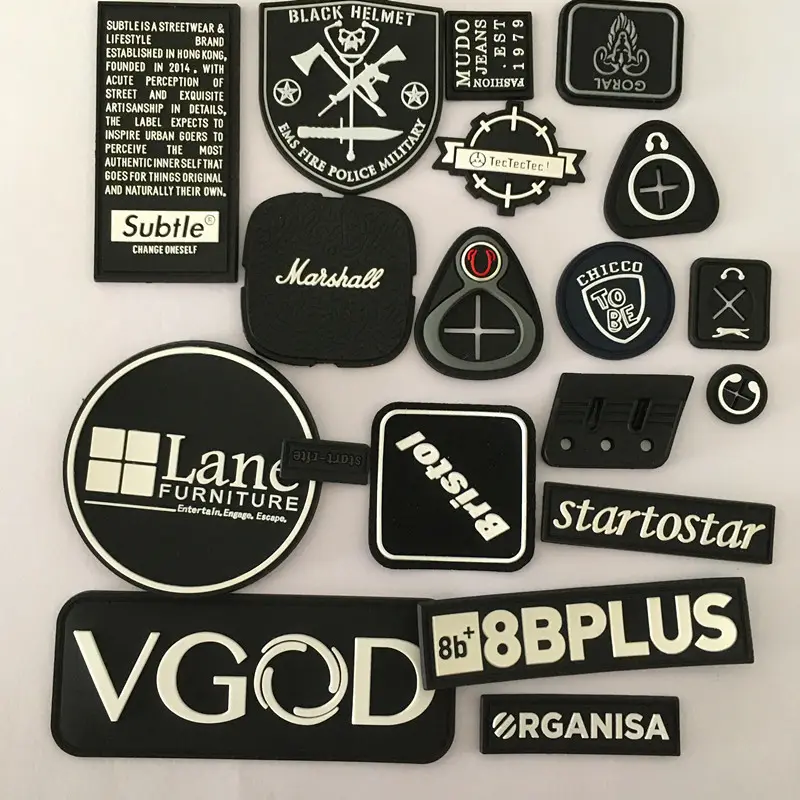 SUBTLE IS A STREETWEAR &
LIFESTYLE BRAND
ESTABLISHED IN HONG KONG,
FOUNDED IN 2014 . WITH
ACUTE PERCEPTION OF
STREET AND EXQUISITE
ARTISANSHIP IN DETAILS,
THE LABEL EXPECTS TO
INSPIRE URBAN GOERS TO
PERCEIVE THE MOST
AUTHENTIC INNER SELF THAT
GOES FOR THINGS ORIGINAL
AND NATURALLY THEIR OWN.
Subtle®
CHANGE ONESELF
BLACK HELMET
EMS FIRE POLICE MILITARY
MUDO
JEANS
.EST
1979
FASHION
GORAL
TecTecTec!
Marshall
CHICCO
TO
BE
Lane
FURNITURE
Entertain. Engage. Escape.
start-rite
Bristol
startostar
VGOD
8b+
8BPLUS
ORGANISA